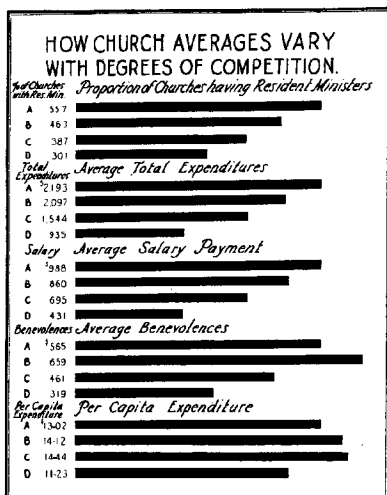 HOW CHURCH AVERAGES VARY
WITH DEGREES OF COMPETITION.
% of Churches with Res. Min. Proportion of Churches having Resident Ministers
A 55.7
B 46.3
C 38.7
D 30.1
Total Expenditures Average Total Expenditures
A $2193
B 2,097
C 1,544
D 935
Salary Average Salary Payment
A $988
B 860
C 695
D 431
Benevolences Average Benevolences
A $565
B 659
C 461
D 319
Per Capita Expenditure Per Capita Expenditure
A $13-02
B 14-12
C 14-44
D 11-23